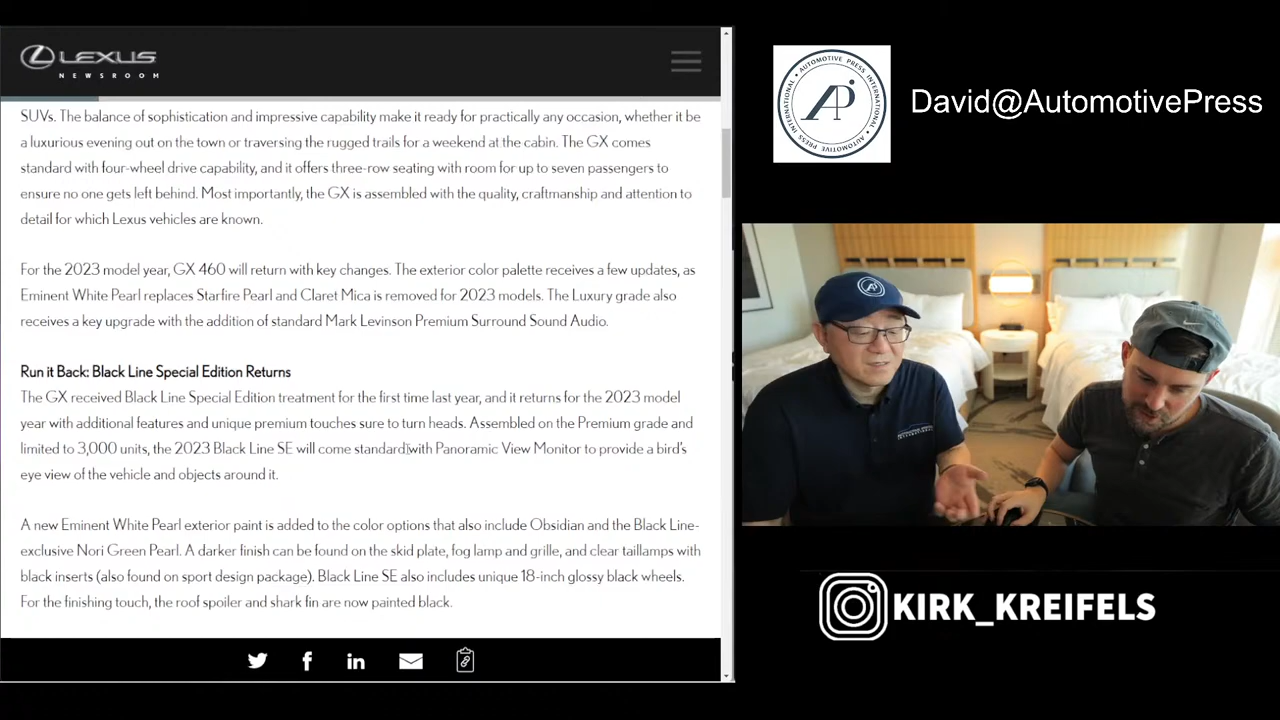 LEXUS
NEWSROOM
SUVs. The balance of sophistication and impressive capability make it ready for practically any occasion, whether it be
a luxurious evening out on the town or traversing the rugged trails for a weekend at the cabin. The GX comes
standard with four-wheel drive capability, and it offers three-row seating with room for up to seven passengers to
ensure no one gets left behind. Most importantly, the GX is assembled with the quality, craftmanship and attention to
detail for which Lexus vehicles are known.
For the 2023 model year, GX 460 will return with key changes. The exterior color palette receives a few updates, as
Eminent White Pearl replaces Starfire Pearl and Claret Mica is removed for 2023 models. The Luxury grade also
receives a key upgrade with the addition of standard Mark Levinson Premium Surround Sound Audio.
Run it Back: Black Line Special Edition Returns
The GX received Black Line Special Edition treatment for the first time last year, and it returns for the 2023 model
year with additional features and unique premium touches sure to turn heads. Assembled on the Premium grade and
limited to 3,000 units, the 2023 Black Line SE will come standard with Panoramic View Monitor to provide a bird's
eye view of the vehicle and objects around it.
A new Eminent White Pearl exterior paint is added to the color options that also include Obsidian and the Black Line-
exclusive Nori Green Pearl. A darker finish can be found on the skid plate, fog lamp and grille, and clear taillamps with
black inserts (also found on sport design package). Black Line SE also includes unique 18-inch glossy black wheels.
For the finishing touch, the roof spoiler and shark fin are now painted black.
AUTOMOTIVE PRESS INTERNATIONAL
AUTOMOTIVE PRESS INTERNATIONAL
API
David@AutomotivePress
KIRK_KREIFELS